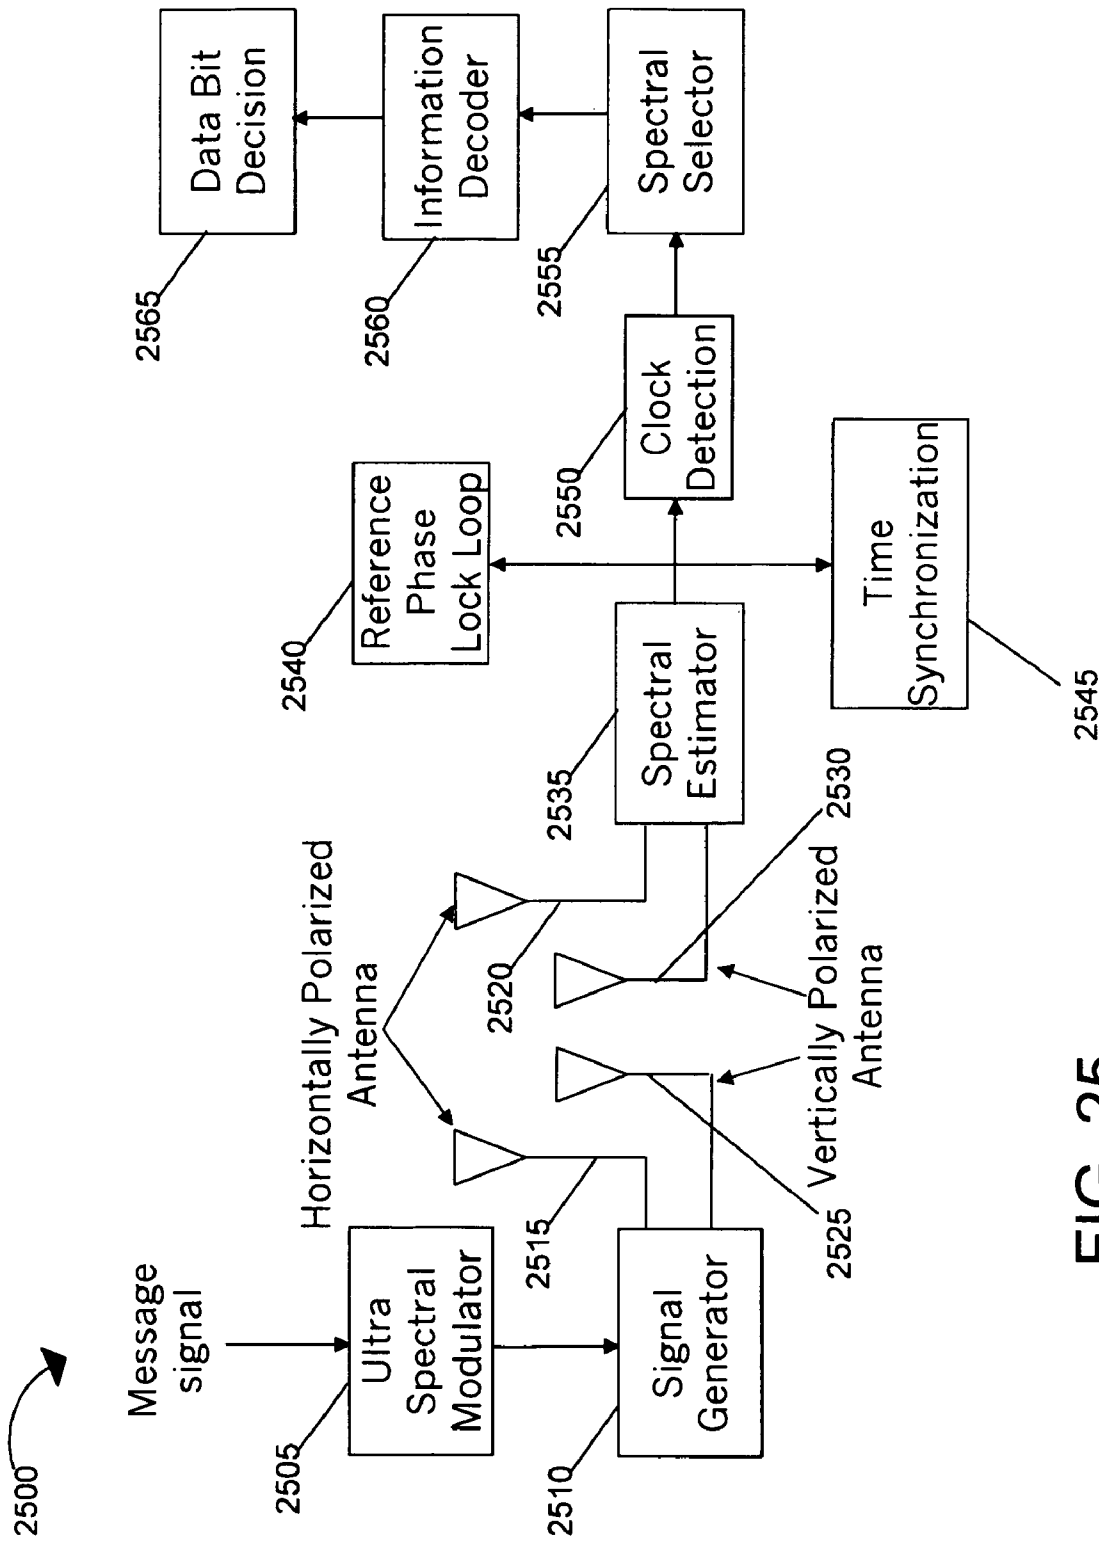 2500
Message
signal
2505
Ultra
Spectral
Modulator
2510
Signal
Generator
Horizontally Polarized
Antenna
2515
2520
2525
2530
Vertically Polarized
Antenna
2535
Spectral
Estimator
2540
Reference
Phase
Lock Loop
2545
Time
Synchronization
2550
Clock
Detection
2555
Spectral
Selector
2560
Information
Decoder
2565
Data Bit
Decision
FIG. 25